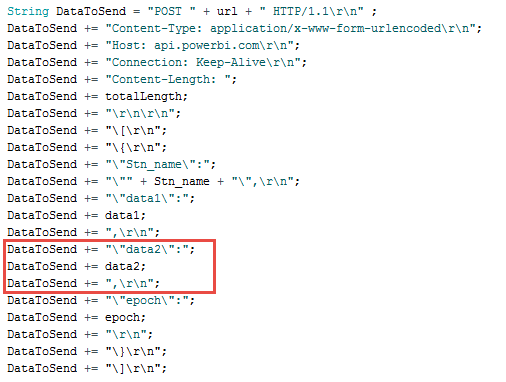 String DataToSend = "POST " + url + " HTTP/1.1\r\n" ;
DataToSend += "Content-Type: application/x-www-form-urlencoded\r\n";
DataToSend += "Host: api.powerbi.com\r\n";
DataToSend += "Connection: Keep-Alive\r\n";
DataToSend += "Content-Length: ";
DataToSend += totalLength;
DataToSend += "\r\n\r\n";
DataToSend += "\[\r\n";
DataToSend += "\{\r\n";
DataToSend += "\"Stn_name\":";
DataToSend += "\"" + Stn_name + "\",\r\n";
DataToSend += "\"data1\":";
DataToSend += data1;
DataToSend += ",\r\n";
DataToSend += "\"data2\":";
DataToSend += data2;
DataToSend += ",\r\n";
DataToSend += "\"epoch\":";
DataToSend += epoch;
DataToSend += "\r\n";
DataToSend += "\}\r\n";
DataToSend += "\]\r\n";